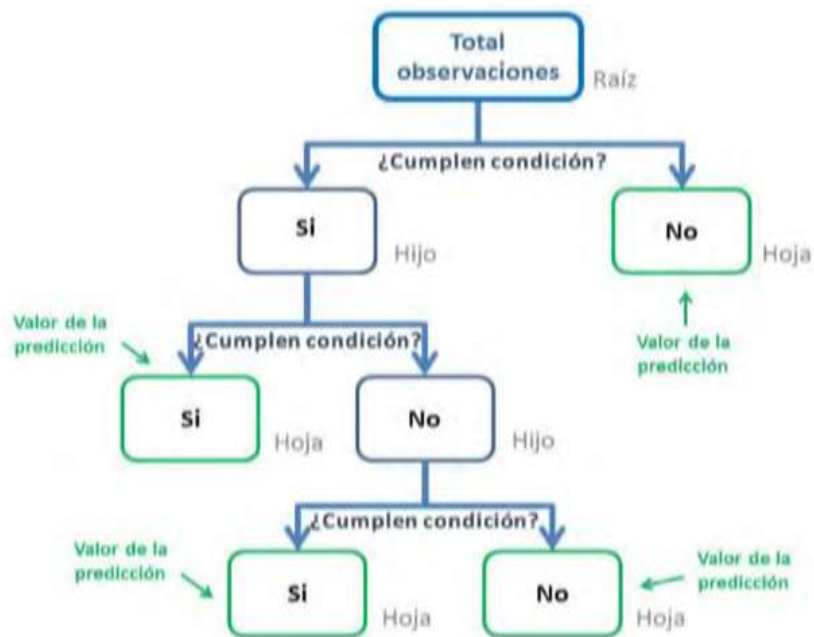 Total
observaciones
Raíz
¿Cumplen condición?
Si
Hijo
No
Hoja
Valor de la
predicción
¿Cumplen condición?
Valor de la
predicción
Si
Hoja
No
Hijo
¿Cumplen condición?
Valor de la
predicción
Si
Hoja
No
Hoja
Valor de la
predicción